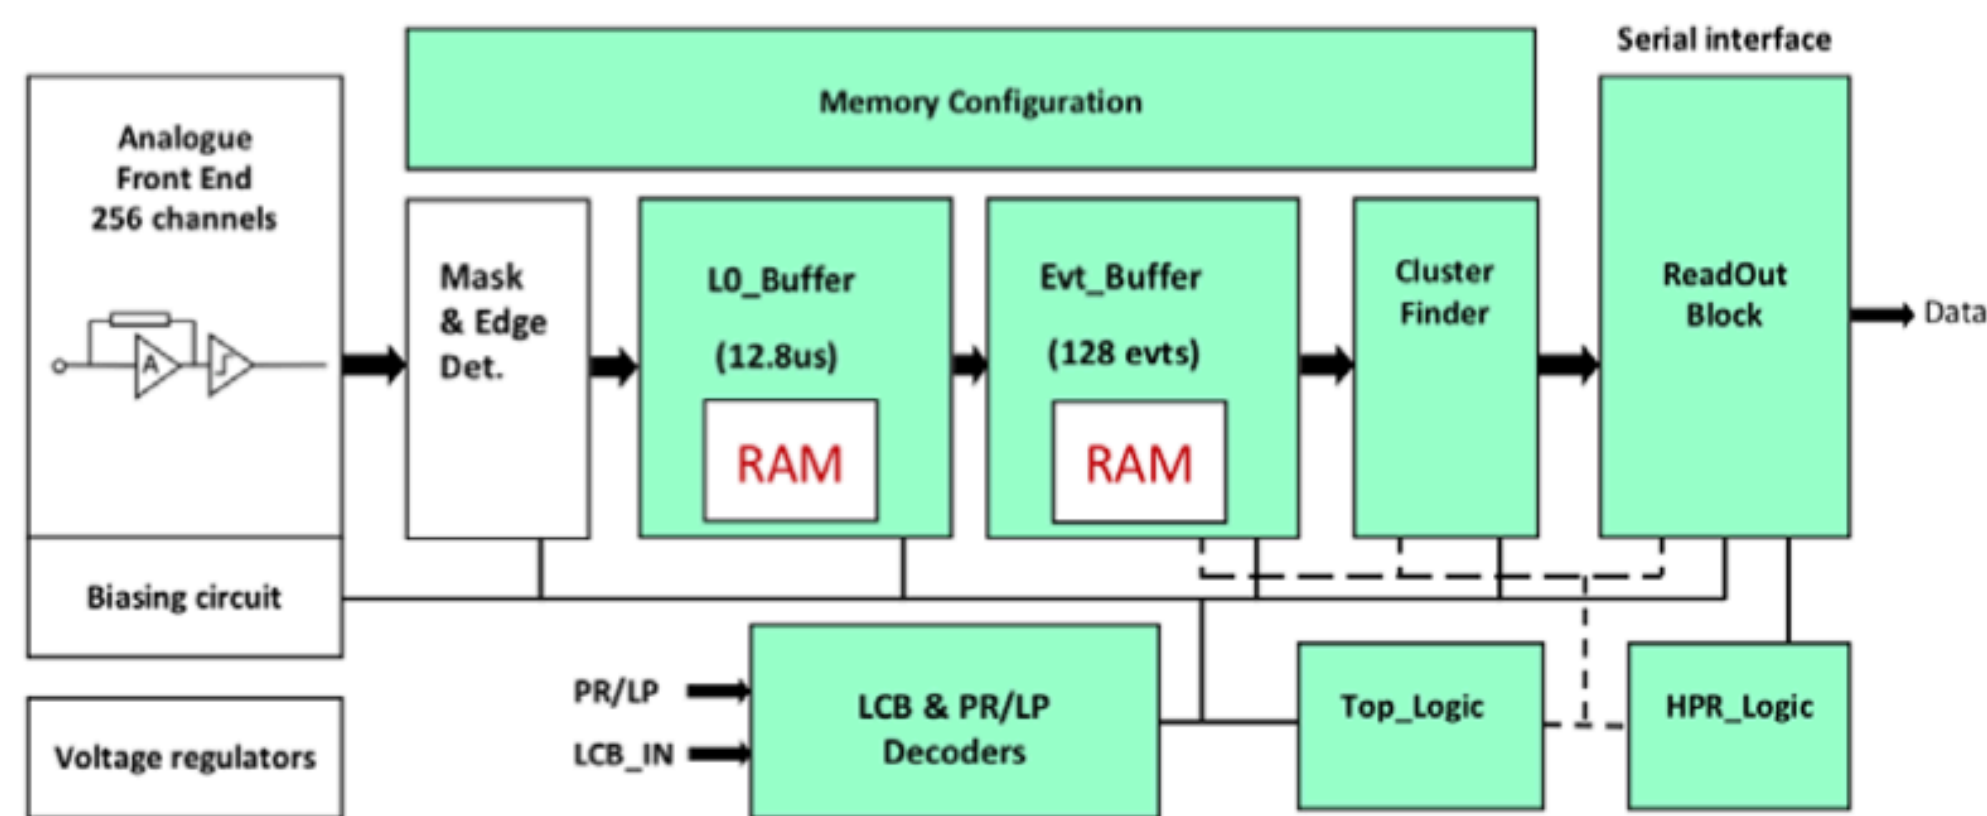 Serial interface
Memory Configuration
Analogue
Front End
256 channels
A
Mask
& Edge
Det.
L0_Buffer
(12.8us)
RAM
Evt_Buffer
(128 evts)
RAM
Cluster
Finder
ReadOut
Block
Data
Biasing circuit
Voltage regulators
PR/LP
LCB_IN
LCB & PR/LP
Decoders
Top_Logic
HPR_Logic